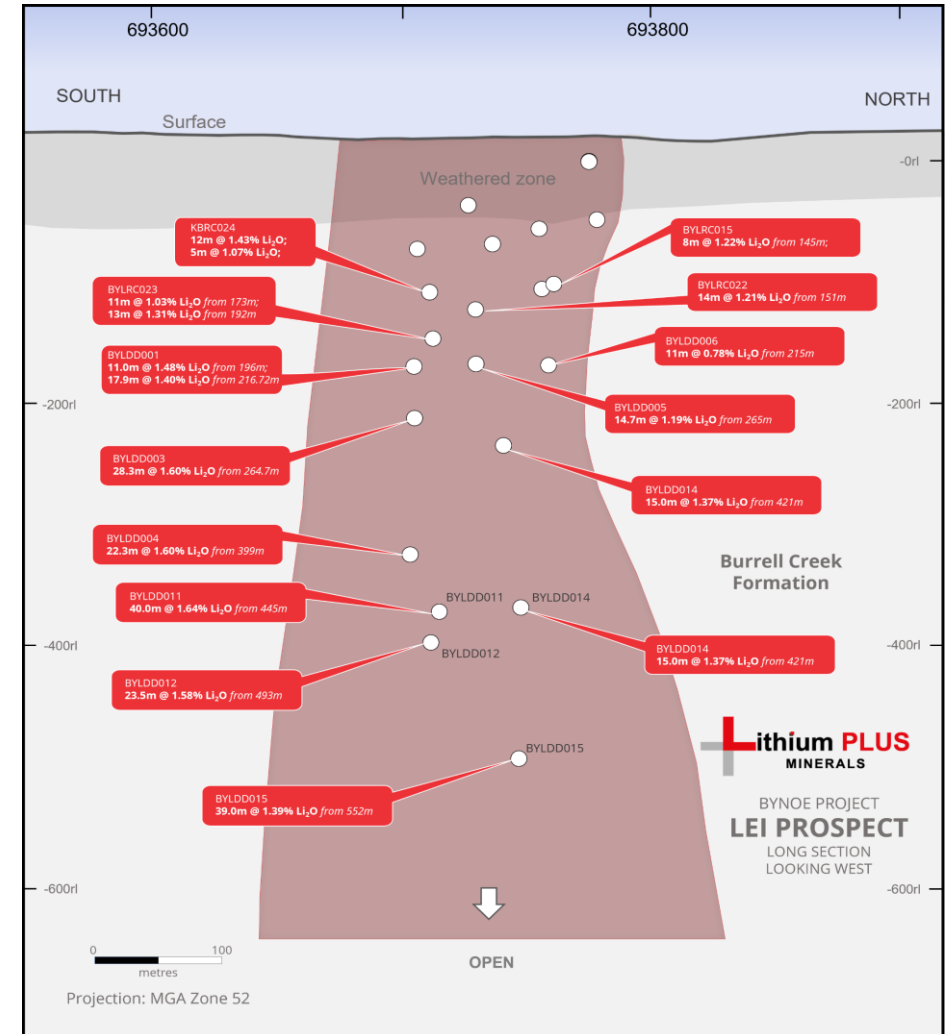 693600
693800
SOUTH
NORTH
Surface
-0rl
Weathered zone
KBRC024
12m @ 1.43% Li₂O;
5m @ 1.07% Li₂O;
BYLRC015
8m @ 1.22% Li₂O from 145m;
BYLRC023
11m @ 1.03% Li₂O from 173m;
13m @ 1.31% Li₂O from 192m
BYLRC022
14m @ 1.21% Li₂O from 151m
BYLDD001
11.0m @ 1.48% Li₂O from 196m;
17.9m @ 1.40% Li₂O from 216.72m
BYLDD006
11m @ 0.78% Li₂O from 215m
-200rl
-200rl
BYLDD005
14.7m @ 1.19% Li₂O from 265m
BYLDD003
28.3m @ 1.60% Li₂O from 264.7m
BYLDD014
15.0m @ 1.37% Li₂O from 421m
BYLDD004
22.3m @ 1.60% Li₂O from 399m
Burrell Creek
Formation
BYLDD011
40.0m @ 1.64% Li₂O from 445m
BYLDD011
BYLDD014
-400rl
-400rl
BYLDD012
BYLDD014
15.0m @ 1.37% Li₂O from 421m
BYLDD012
23.5m @ 1.58% Li₂O from 493m
Lithium PLUS
MINERALS
BYLDD015
BYLDD015
39.0m @ 1.39% Li₂O from 552m
BYNOE PROJECT
LEI PROSPECT
LONG SECTION
LOOKING WEST
-600rl
-600rl
0 100
metres
OPEN
Projection: MGA Zone 52